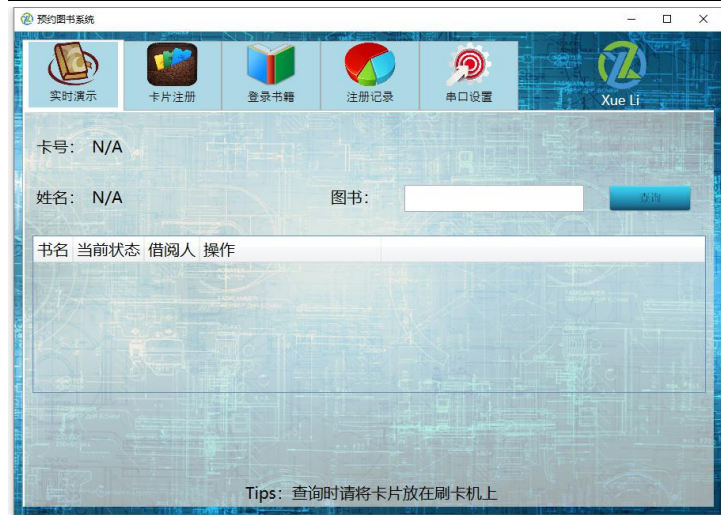 预约图书系统
实时演示 卡片注册 登录书籍 注册记录 串口设置 Xue Li
卡号： N/A
姓名： N/A 图书： 查询
书名 当前状态 借阅人 操作
Tips：查询时请将卡片放在刷卡机上